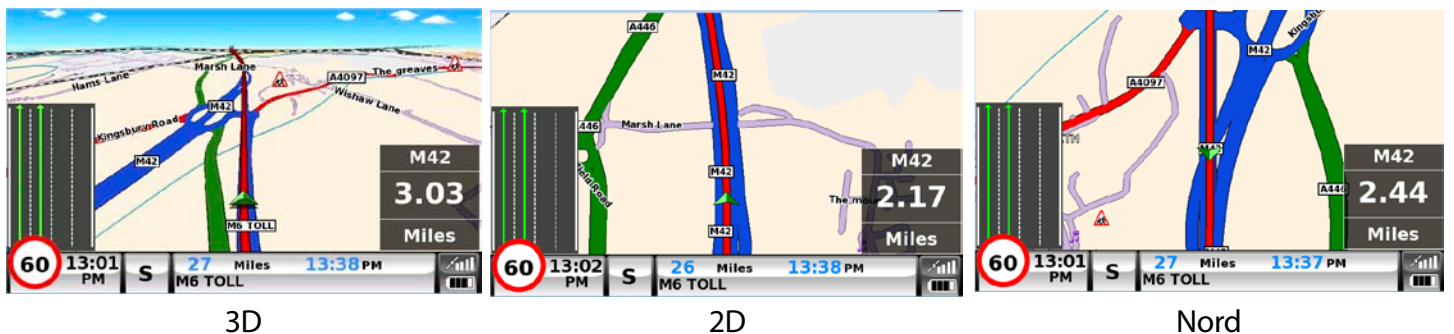 Hams Lane
Marsh Lane
The greaves
A4097
Wishaw Lane
M42
Kingsbury Road
M42
M6 TOLL
M42
3.03
Miles
60
13:01
PM
S
27 Miles 13:38 PM
M6 TOLL
3D
A446
M42
Marsh Lane
M42
M42
M42
2.17
Miles
60
13:02
PM
S
26 Miles 13:38 PM
M6 TOLL
2D
M42
A4097
M42
A446
M42
2.44
Miles
60
13:01
PM
S
27 Miles 13:37 PM
M6 TOLL
Nord